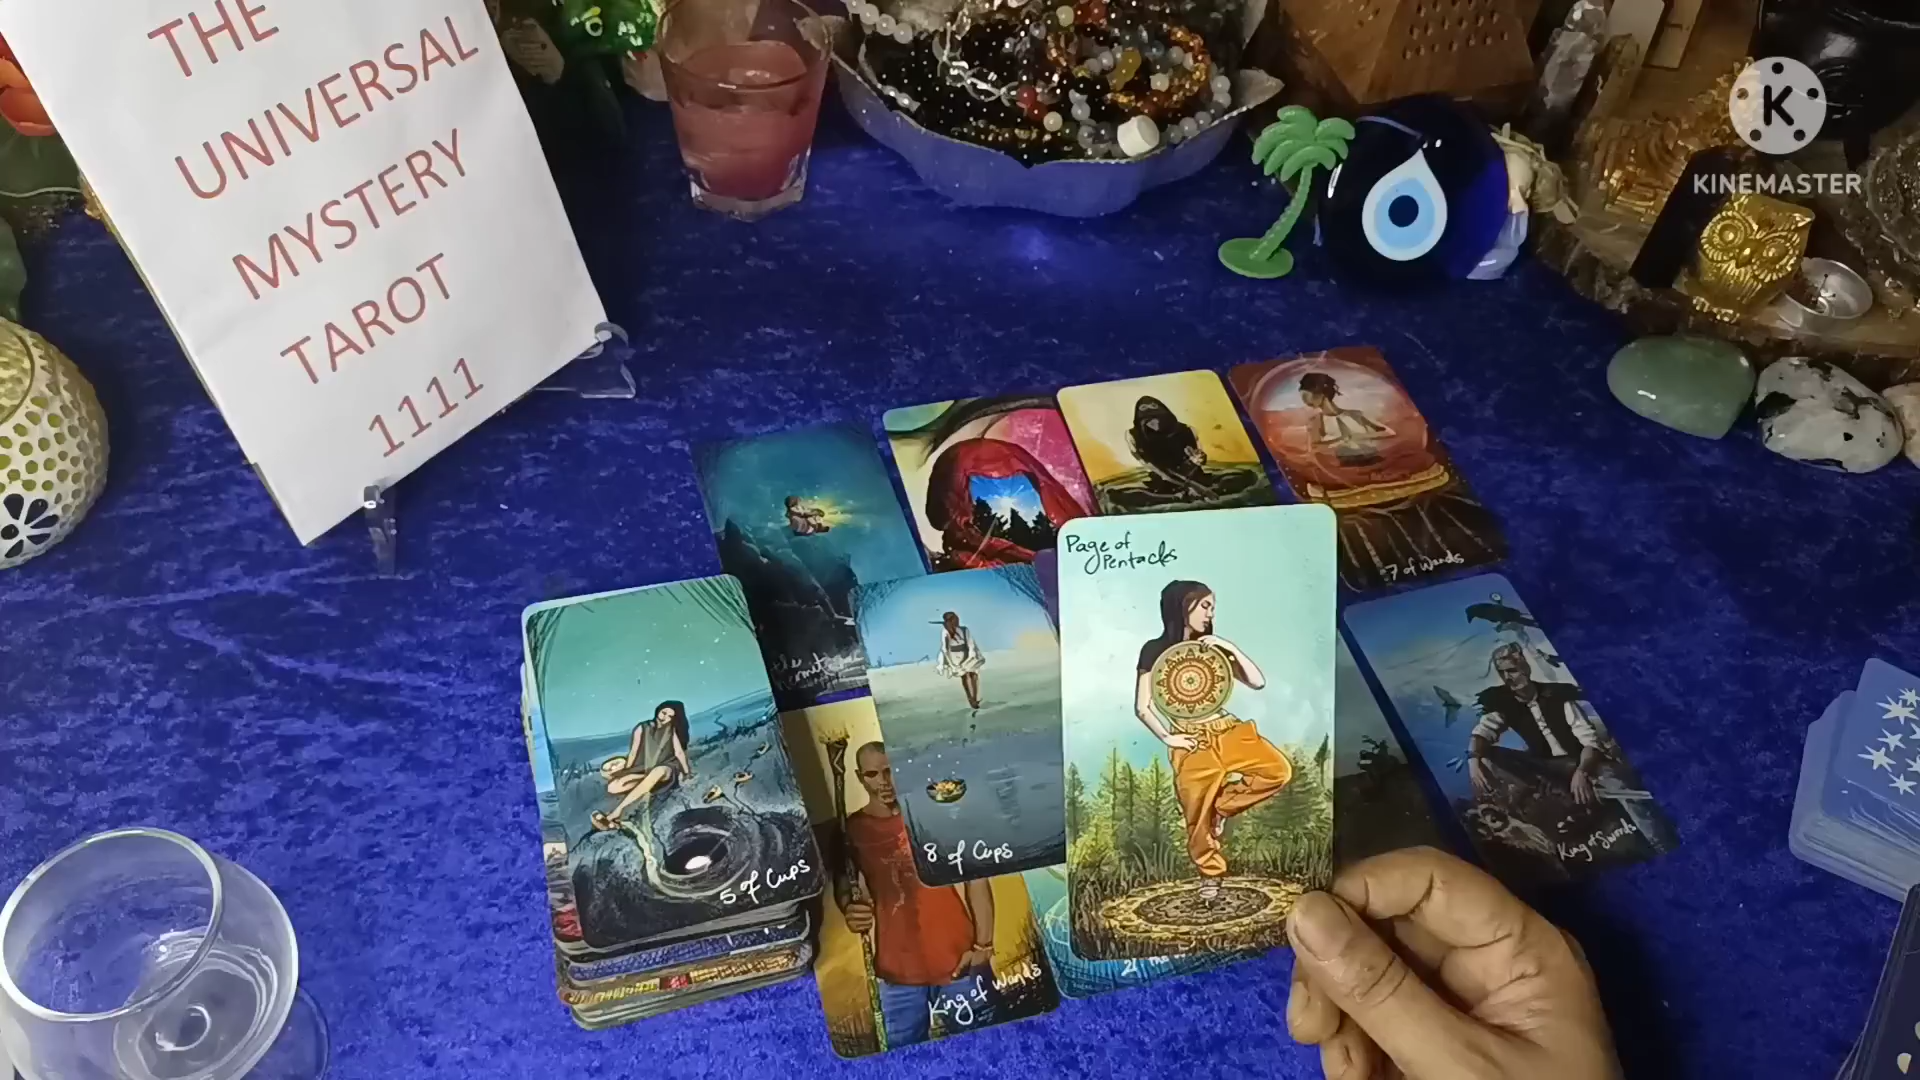 THE
UNIVERSAL
MYSTERY
TAROT
1111
KINEMASTER
7 of Wands
Page of
Pentacles
8 of Cups
5 of Cups
King of Swords
King of Wands
21